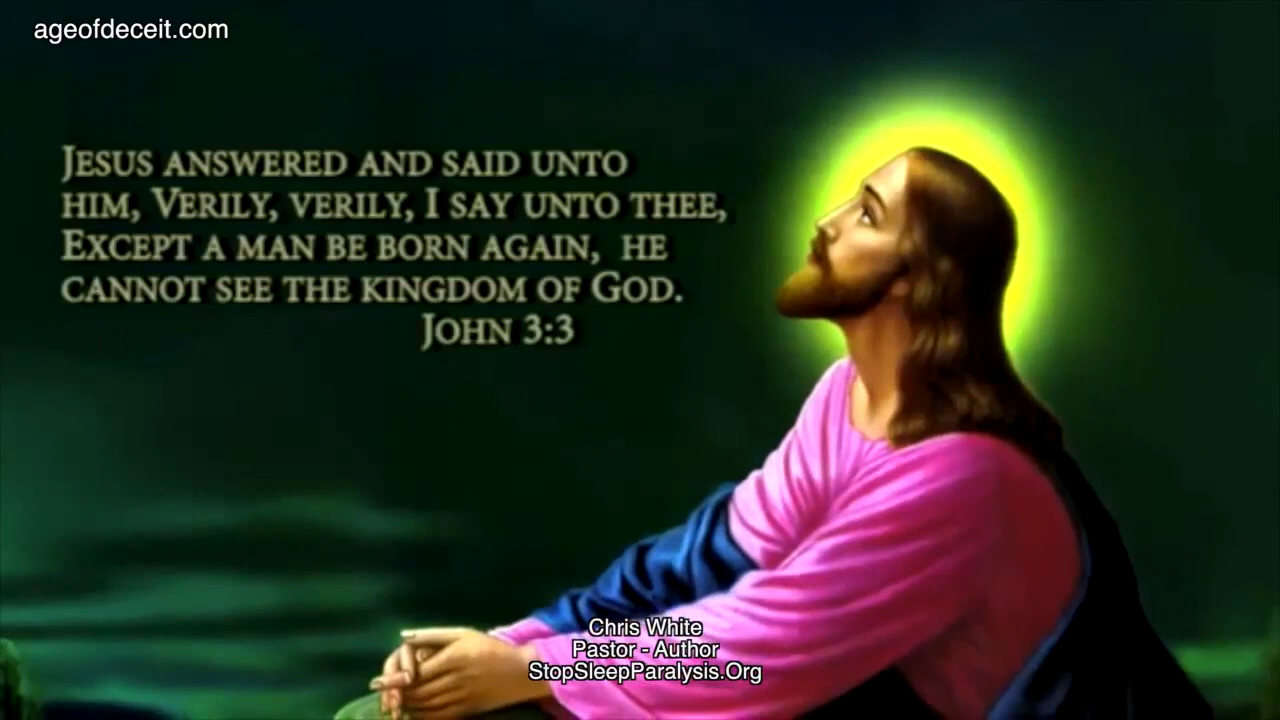 ageofdeceit.com
Jesus answered and said unto
him, Verily, verily, I say unto thee,
Except a man be born again, he
cannot see the kingdom of God.
John 3:3
Chris White
Pastor - Author
StopSleepParalysis.Org